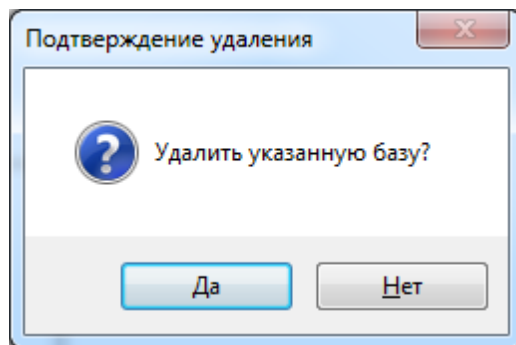 Подтверждение удаления
Удалить указанную базу?
Да
Нет